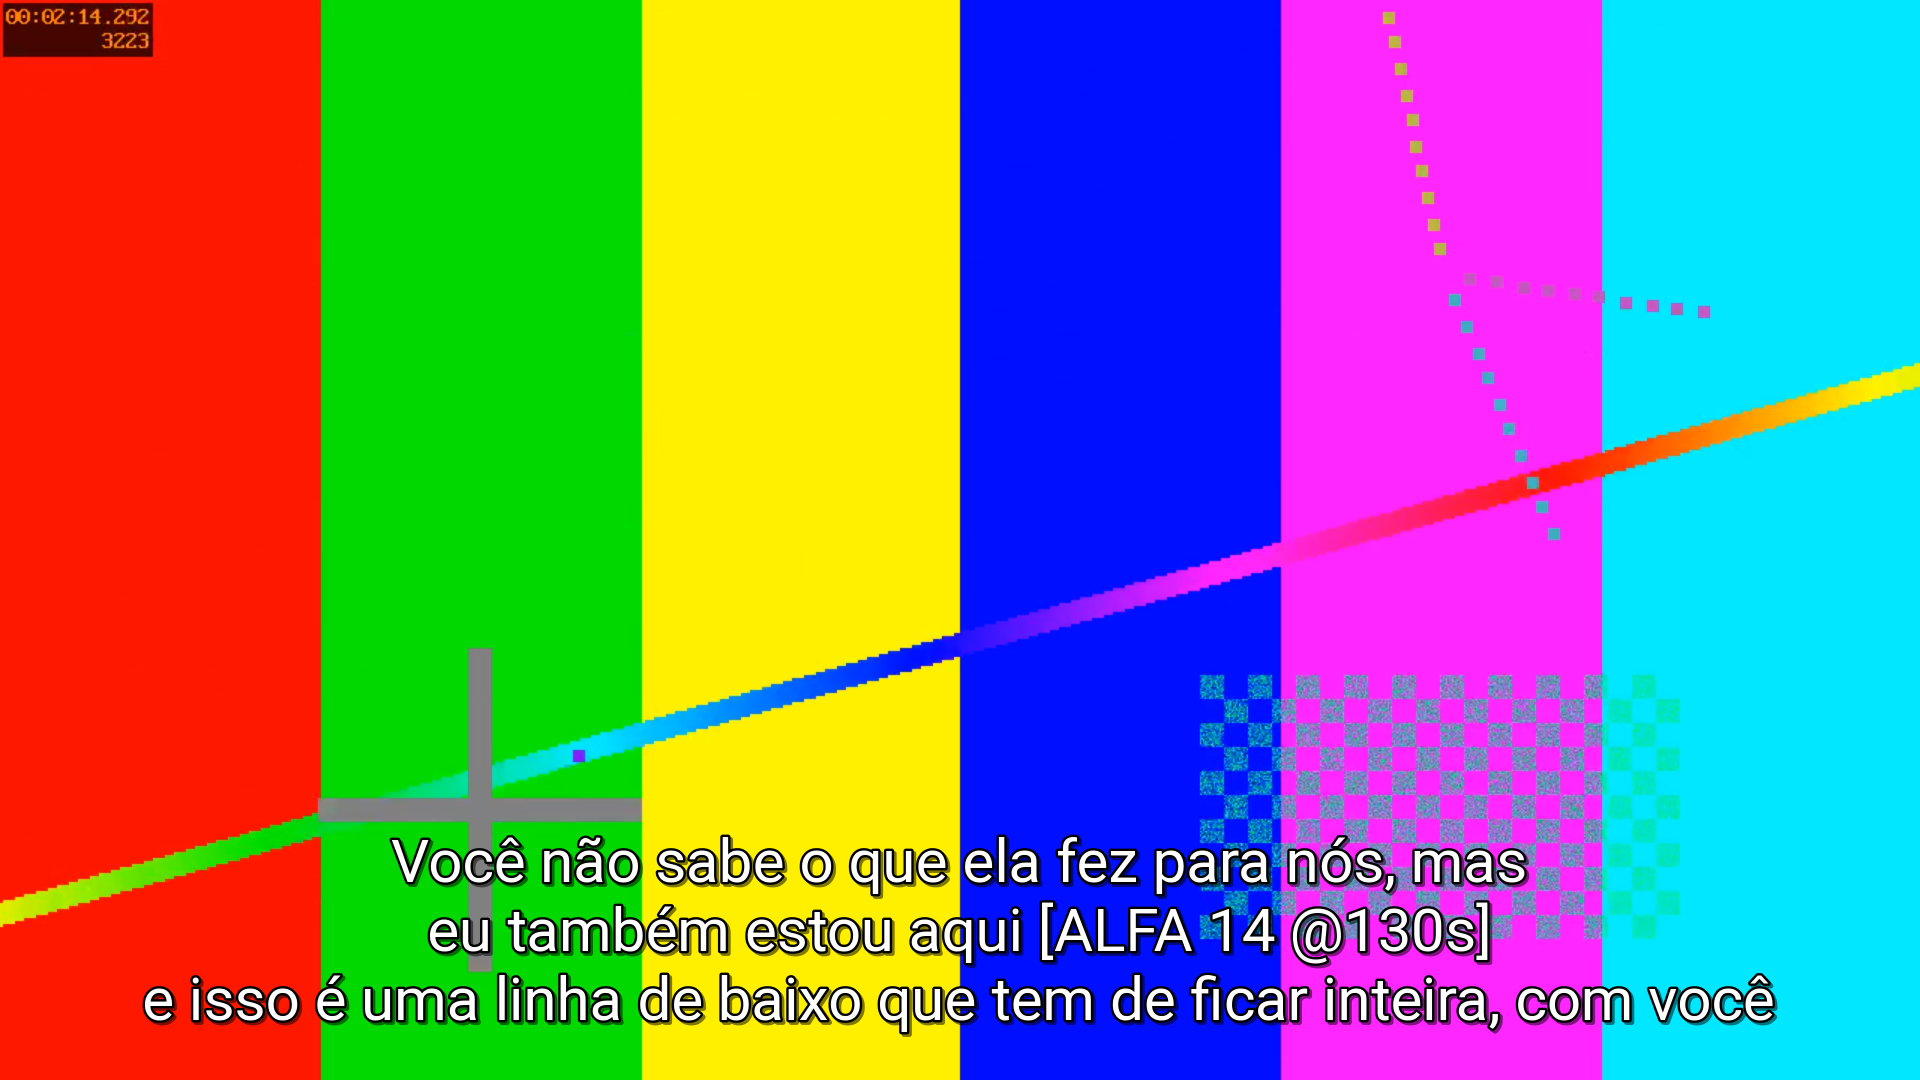 00:02:14.292
3223
Você não sabe o que ela fez para nós, mas
eu também estou aqui [ALFA 14 @130s]
e isso é uma linha de baixo que tem de ficar inteira, com você